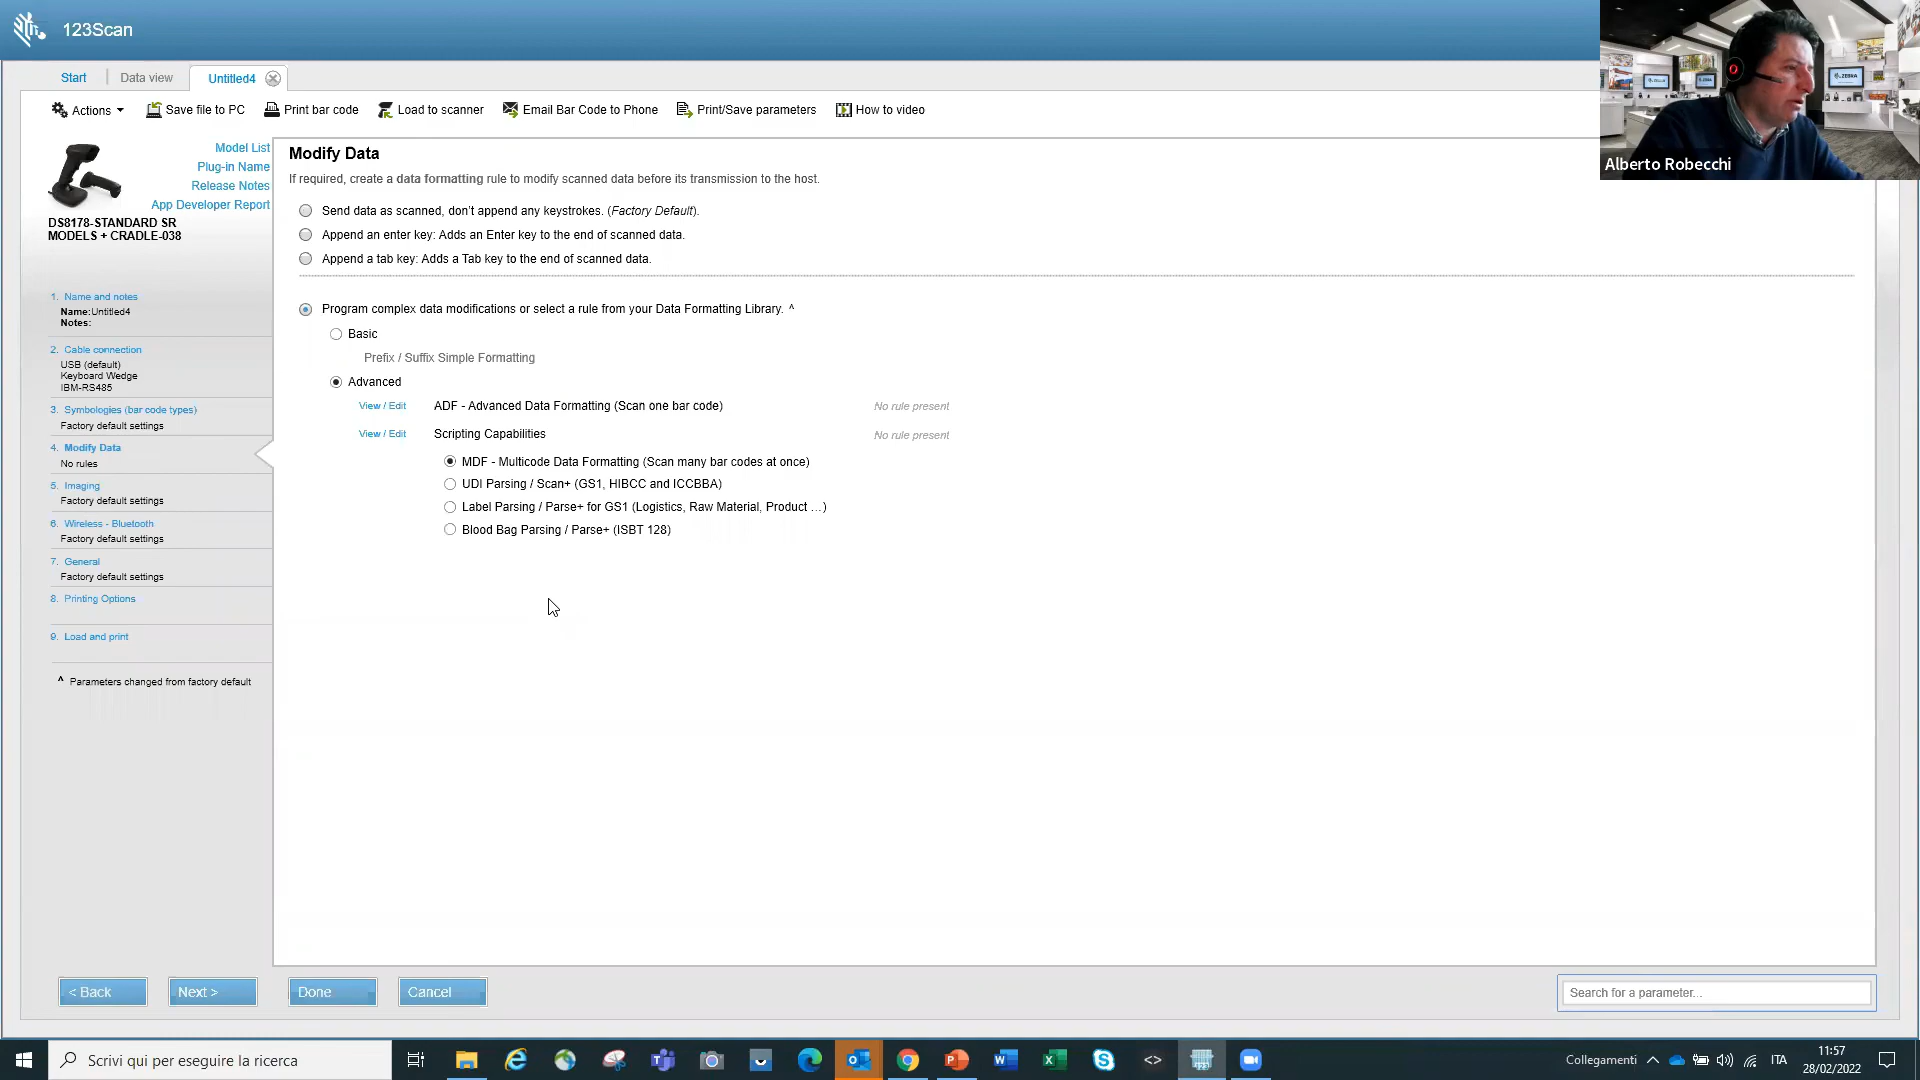 123Scan
Start
Data view
Untitled4
Actions
Save file to PC
Print bar code
Load to scanner
Email Bar Code to Phone
Print/Save parameters
How to video
ZEBRA
Alberto Robecchi
Model List
Plug-in Name
Release Notes
App Developer Report
DS8178-STANDARD SR
MODELS + CRADLE-038
1. Name and notes
Name:Untitled4
Notes:
2. Cable connection
USB (default)
Keyboard Wedge
IBM-RS485
3. Symbologies (bar code types)
Factory default settings
4. Modify Data
No rules
5. Imaging
Factory default settings
6. Wireless - Bluetooth
Factory default settings
7. General
Factory default settings
8. Printing Options
9. Load and print
^ Parameters changed from factory default
Modify Data
If required, create a data formatting rule to modify scanned data before its transmission to the host.
Send data as scanned, don't append any keystrokes. (Factory Default).
Append an enter key: Adds an Enter key to the end of scanned data.
Append a tab key: Adds a Tab key to the end of scanned data.
Program complex data modifications or select a rule from your Data Formatting Library. ^
Basic
Prefix / Suffix Simple Formatting
Advanced
View / Edit ADF - Advanced Data Formatting (Scan one bar code) No rule present
View / Edit Scripting Capabilities No rule present
MDF - Multicode Data Formatting (Scan many bar codes at once)
UDI Parsing / Scan+ (GS1, HIBCC and ICCBBA)
Label Parsing / Parse+ for GS1 (Logistics, Raw Material, Product ...)
Blood Bag Parsing / Parse+ (ISBT 128)
< Back
Next >
Done
Cancel
Search for a parameter...
Scrivi qui per eseguire la ricerca
Collegamenti
ITA
11:57
28/02/2022